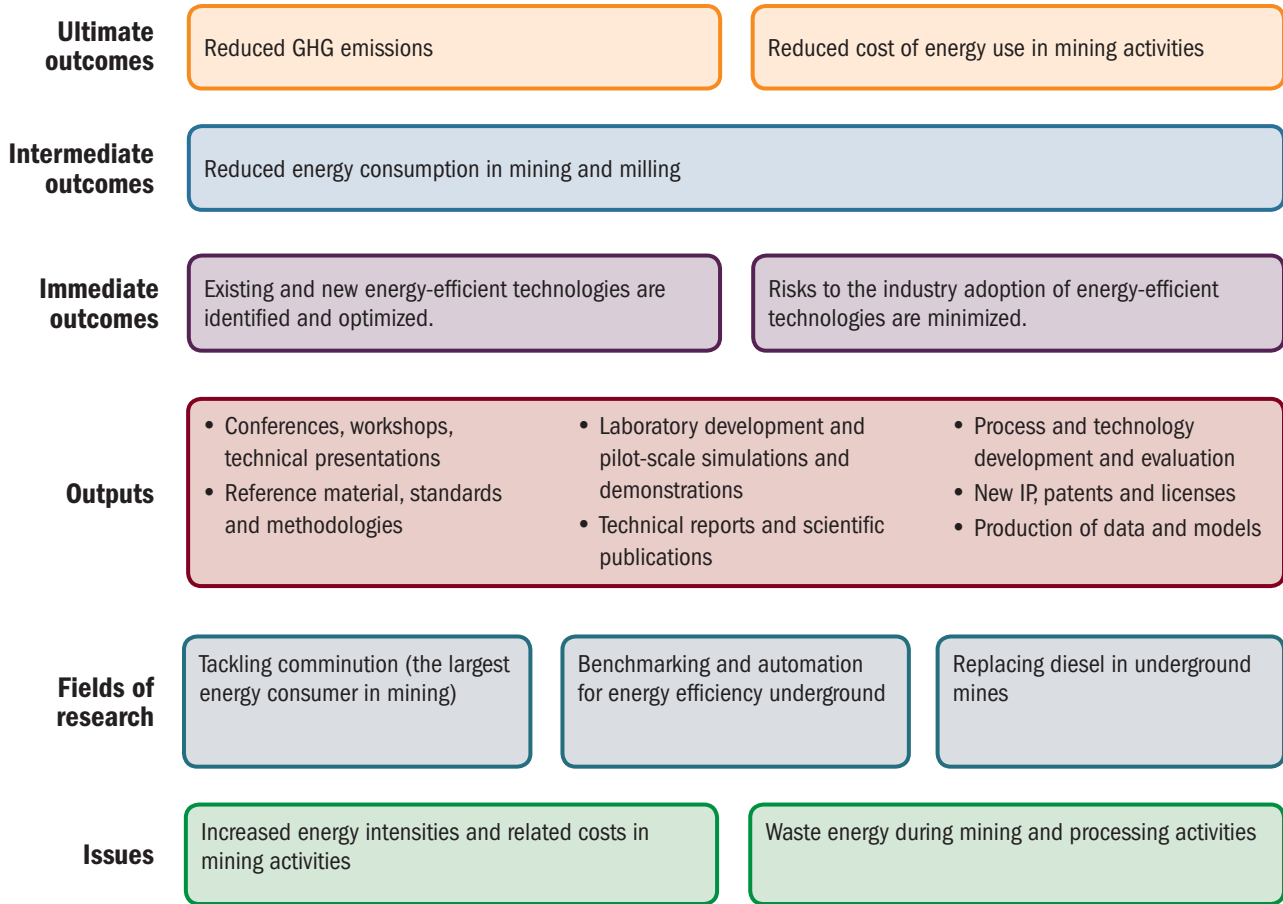 Ultimate
outcomes
Reduced GHG emissions
Reduced cost of energy use in mining activities
Intermediate
outcomes
Reduced energy consumption in mining and milling
Immediate
outcomes
Existing and new energy-efficient technologies are
identified and optimized.
Risks to the industry adoption of energy-efficient
technologies are minimized.
Outputs
• Conferences, workshops,
technical presentations
• Reference material, standards
and methodologies
• Laboratory development and
pilot-scale simulations and
demonstrations
• Technical reports and scientific
publications
• Process and technology
development and evaluation
• New IP, patents and licenses
• Production of data and models
Fields of
research
Tackling comminution (the largest
energy consumer in mining)
Benchmarking and automation
for energy efficiency underground
Replacing diesel in underground
mines
Issues
Increased energy intensities and related costs in
mining activities
Waste energy during mining and processing activities